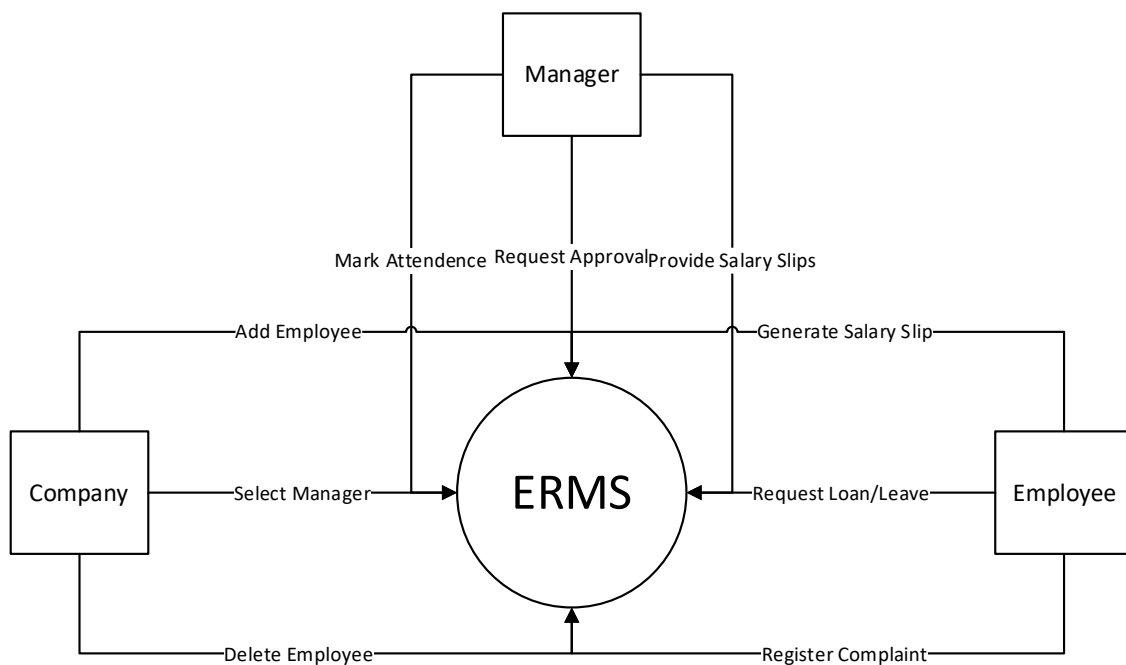 Manager
Mark Attendence
Request Approval
Provide Salary Slips
Add Employee
Generate Salary Slip
Company
Select Manager
ERMS
Request Loan/Leave
Employee
Delete Employee
Register Complaint